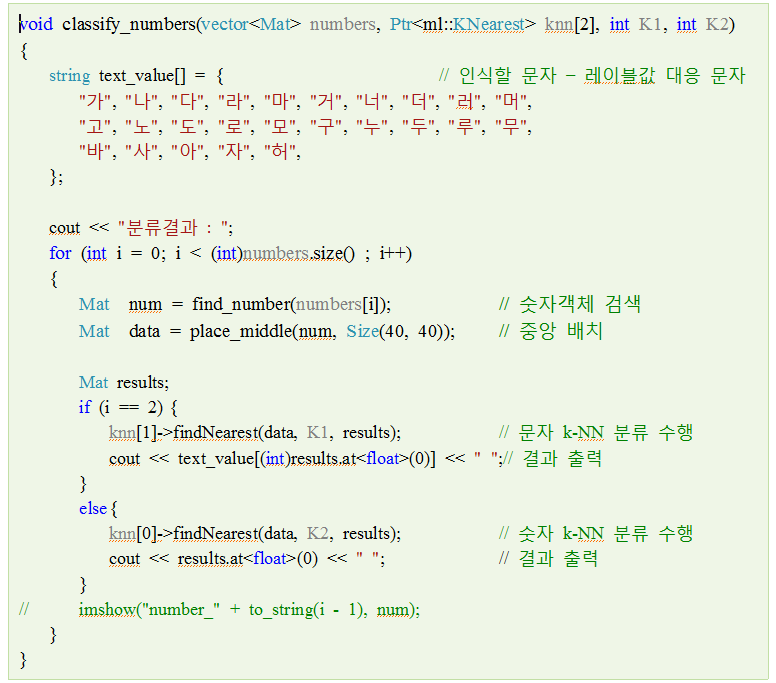 void classify_numbers(vector<Mat> numbers, Ptr<ml::KNearest> knn[2], int K1, int K2)
{
string text_value[] = { // 인식할 문자 – 레이블값 대응 문자
"가", "나", "다", "라", "마", "거", "너", "더", "러", "머",
"고", "노", "도", "로", "모", "구", "누", "두", "루", "무",
"바", "사", "아", "자", "허",
};
cout << "분류결과 : ";
for (int i = 0; i < (int)numbers.size() ; i++)
{
Mat num = find_number(numbers[i]); // 숫자객체 검색
Mat data = place_middle(num, Size(40, 40)); // 중앙 배치
Mat results;
if (i == 2) {
knn[1]->findNearest(data, K1, results); // 문자 k-NN 분류 수행
cout << text_value[(int)results.at<float>(0)] << " ";// 결과 출력
}
else{
knn[0]->findNearest(data, K2, results); // 숫자 k-NN 분류 수행
cout << results.at<float>(0) << " "; // 결과 출력
}
// imshow("number_" + to_string(i - 1), num);
}
}